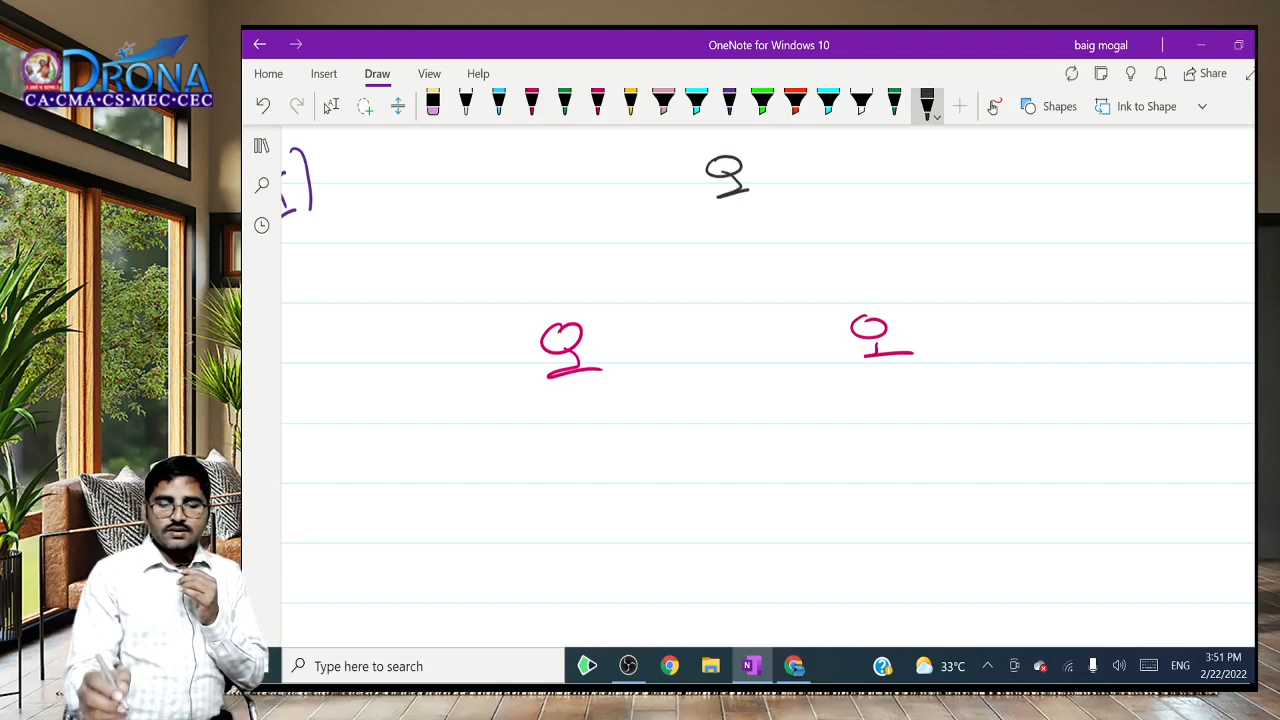 DRONA
CA•CMA•CS•MEC•CEC
OneNote for Windows 10
baig mogal
Home Insert Draw View Help
Share
Shapes
Ink to Shape
Type here to search
33°C
ENG
3:51 PM
2/22/2022